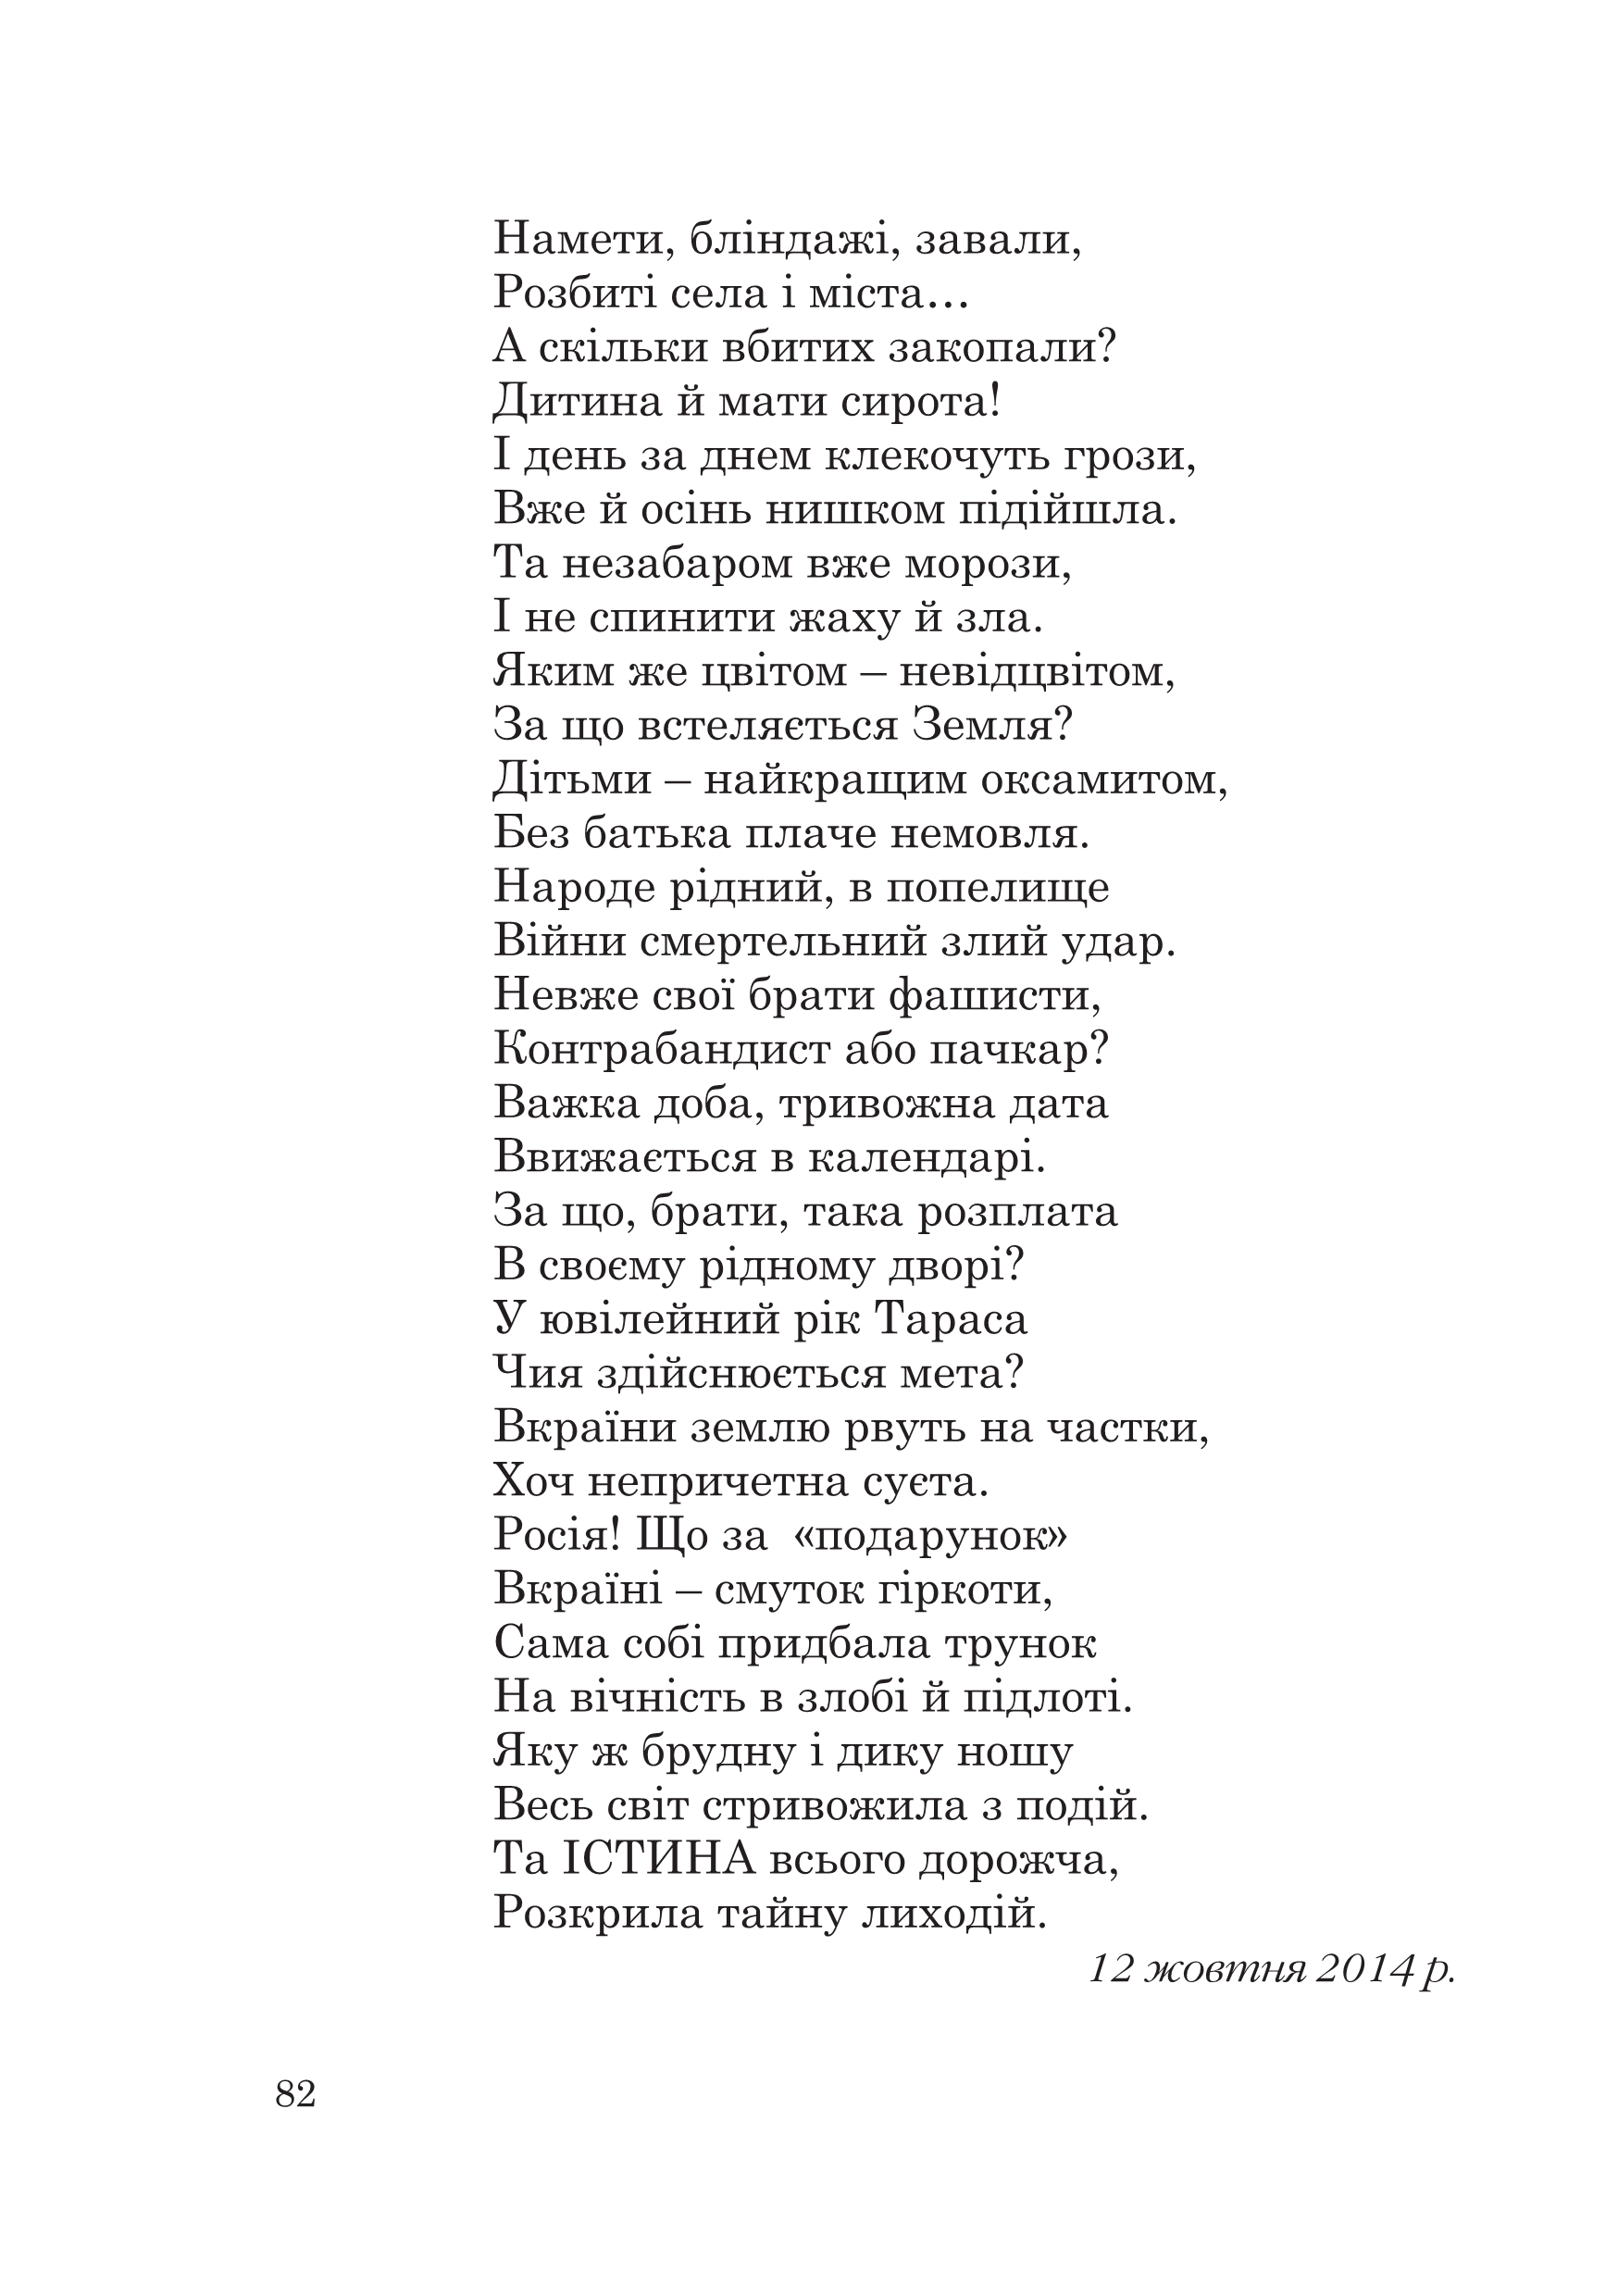 Намети, бліндажі, завали,
Розбиті села і міста...
А скільки вбитих закопали?
Дитина й мати сирота!
І день за днем клекочуть грози,
Вже й осінь нишком підійшла.
Та незабаром вже морози,
І не спинити жаху й зла.
Яким же цвітом – невідцвітом,
За що встеляється Земля?
Дітьми – найкращим оксамитом,
Без батька плаче немовля.
Народе рідний, в попелище
Війни смертельний злий удар.
Невже свої брати фашисти,
Контрабандист або пачкар?
Важка доба, тривожна дата
Ввижається в календарі.
За що, брати, така розплата
В своєму рідному дворі?
У ювілейний рік Тараса
Чия здійснюється мета?
Вкраїни землю рвуть на частки,
Хоч непричетна суєта.
Росія! Що за «подарунок»
Вкраїні – смуток гіркоти,
Сама собі придбала трунок
На вічність в злобі й підлоті.
Яку ж брудну і дику ношу
Весь світ стривожила з подій.
Та ІСТИНА всього дорожча,
Розкрила тайну лиходій.
12 жовтня 2014 р.
82